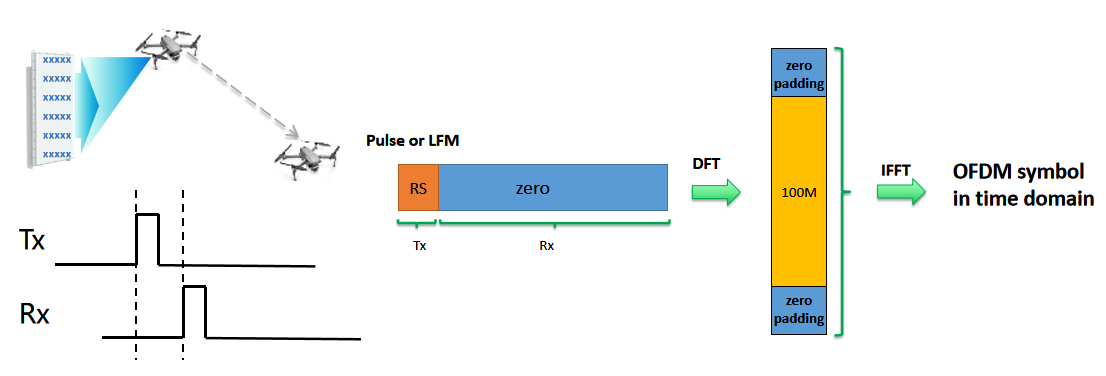 xxxxx
xxxxx
xxxxx
xxxxx
xxxxx
xxxxx
Tx
Rx
Pulse or LFM
RS
zero
Tx
Rx
DFT
zero
padding
100M
zero
padding
IFFT
OFDM symbol
in time domain